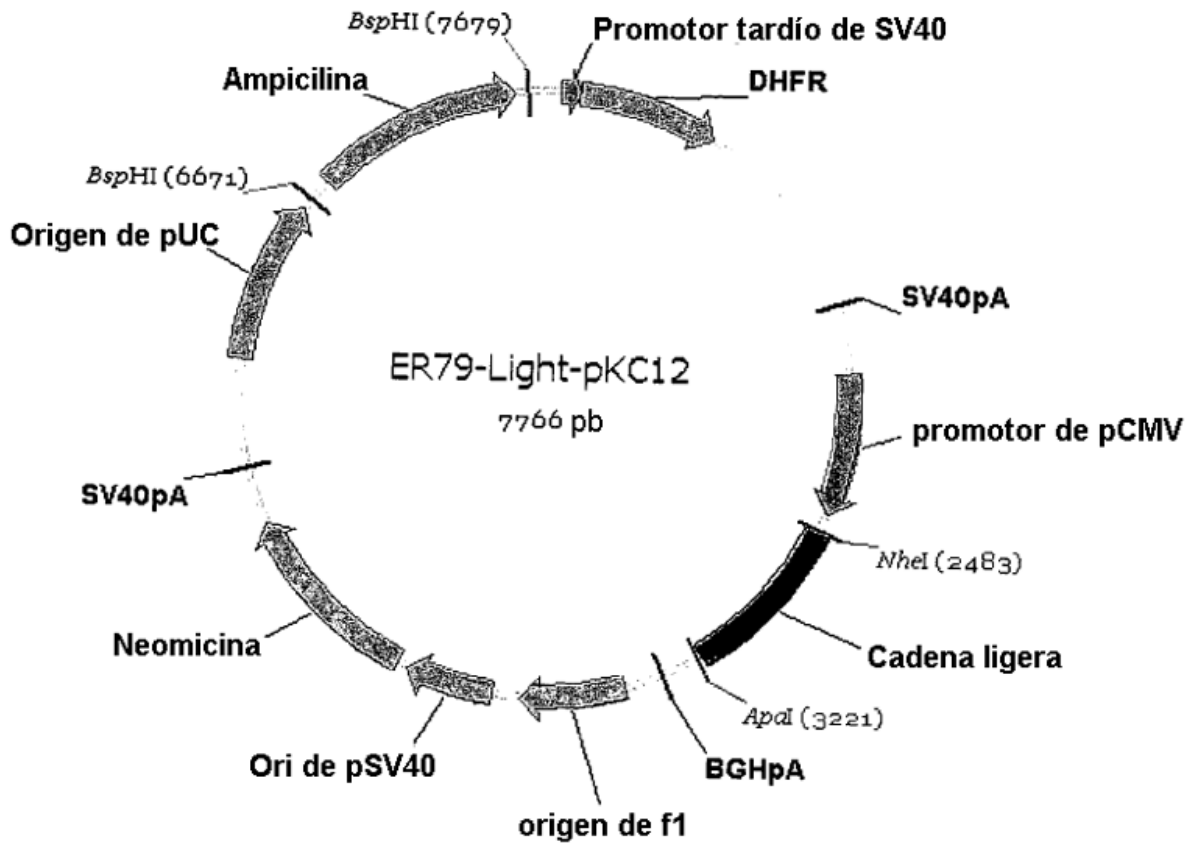 BspHI (7679)
Promotor tardío de SV40
Ampicilina
DHFR
BspHI (6671)
Origen de pUC
SV40pA
ER79-Light-pKC12
7766 pb
promotor de pCMV
SV40pA
NheI (2483)
Neomicina
Cadena ligera
ApaI (3221)
Ori de pSV40
BGHpA
origen de f1